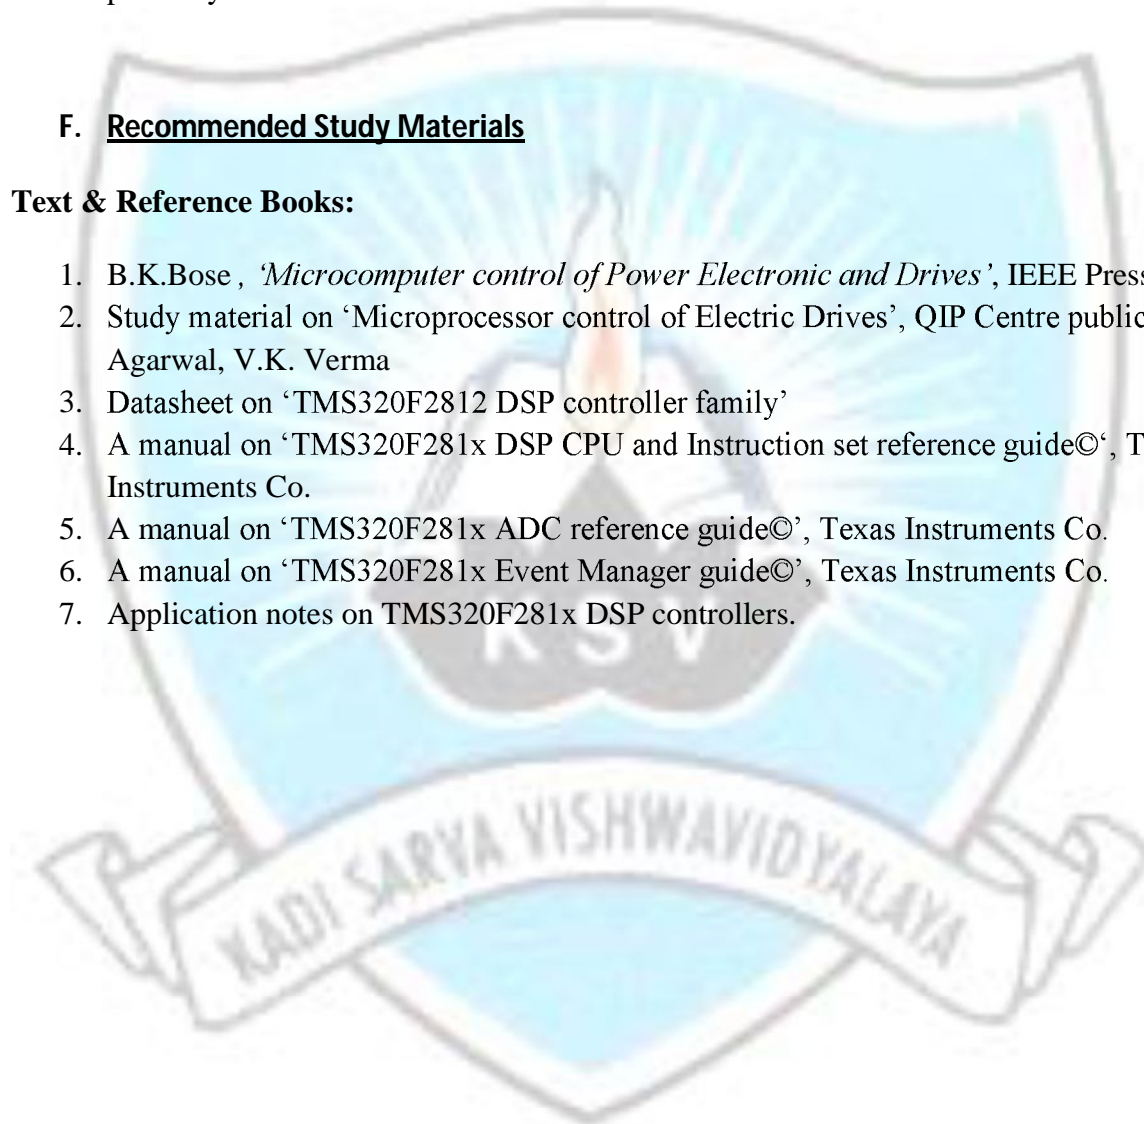 F. Recommended Study Materials
Text & Reference Books:
1. B.K.Bose , ‘Microcomputer control of Power Electronic and Drives’, IEEE Press
2. Study material on ‘Microprocessor control of Electric Drives’, QIP Centre
Agarwal, V.K. Verma
3. Datasheet on ‘TMS320F2812 DSP controller family’
4. A manual on ‘TMS320F281x DSP CPU and Instruction set reference guide©‘,
Instruments Co.
5. A manual on ‘TMS320F281x ADC reference guide©’, Texas Instruments Co.
6. A manual on ‘TMS320F281x Event Manager guide©’, Texas Instruments Co.
7. Application notes on TMS320F281x DSP controllers.
KSV
KADI SARVA VISHWAVIDYALAYA